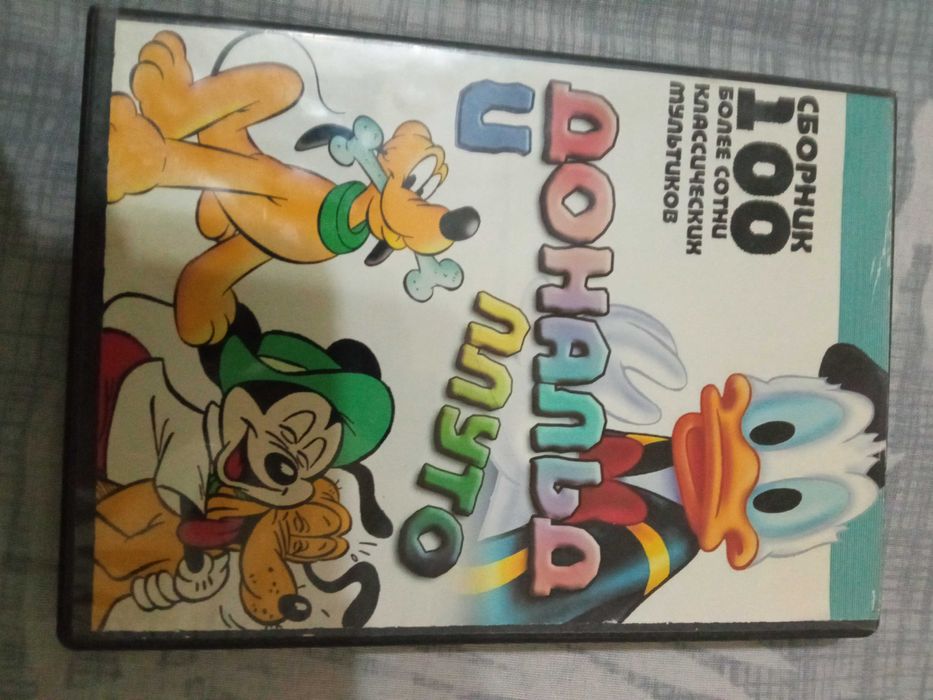 СБОРНИК
100
БОЛЕЕ СОТНИ
КЛАССИЧЕСКИХ
МУЛЬТИКОВ
ДОНАЛЬД
И
ПЛУТО